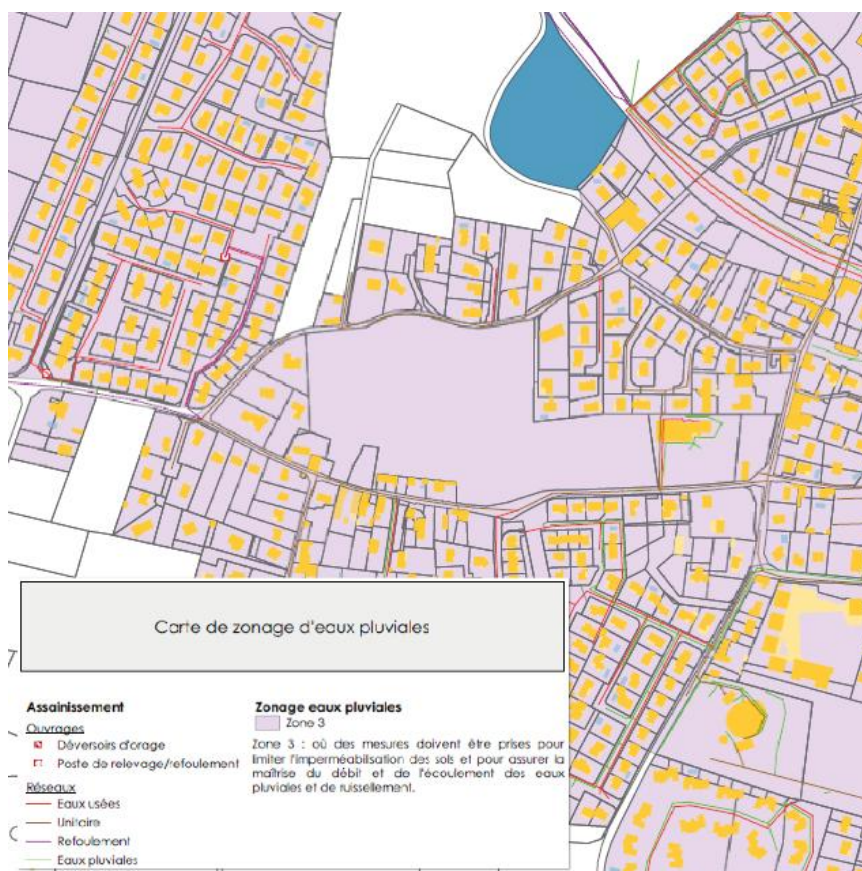 Carte de zonage d'eaux pluviales
Assainissement
Ouvrages
Déversoirs d'orage
Poste de relevage/refoulement
Réseaux
Eaux usées
Unitaire
Refoulement
Eaux pluviales
Zonage eaux pluviales
Zone 3
Zone 3 : où des mesures doivent être prises pour
limiter l'imperméabilisation des sols et pour assurer la
maîtrise du débit et de l'écoulement des eaux
pluviales et de ruissellement.